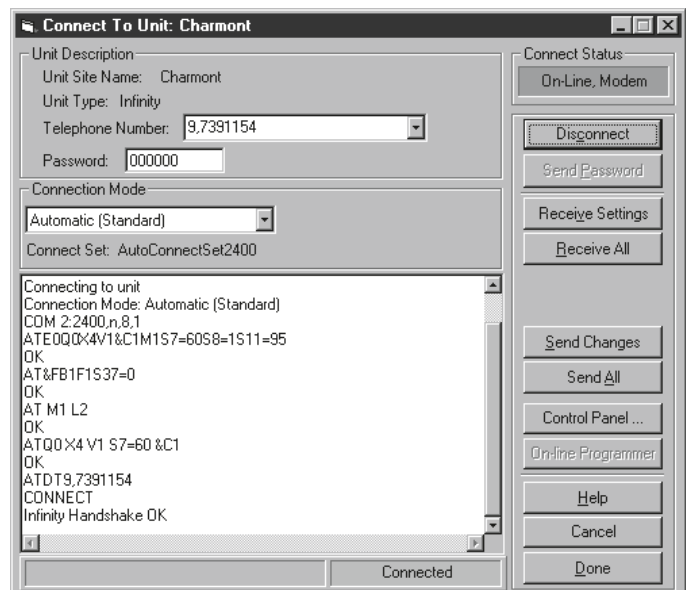 Connect To Unit: Charmont
Unit Description
Unit Site Name: Charmont
Unit Type: Infinity
Telephone Number: 9,7391154
Password: 000000
Connection Mode
Automatic (Standard)
Connect Set: AutoConnectSet2400
Connecting to unit
Connection Mode: Automatic (Standard)
COM 2:2400,n,8,1
ATE0Q0X4V1&C1M1S7=60S8=1S11=95
OK
AT&FB1F1S37=0
OK
AT M1 L2
OK
ATQ0 X4 V1 S7=60 &C1
OK
ATDT9,7391154
CONNECT
Infinity Handshake OK
Connected
Connect Status
On-Line, Modem
Disconnect
Send Password
Receive Settings
Receive All
Send Changes
Send All
Control Panel ...
On-line Programmer
Help
Cancel
Done